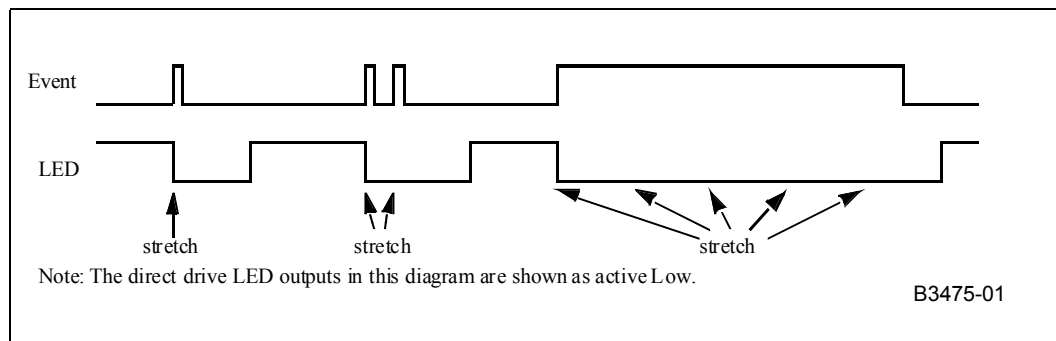 Event
LED
stretch stretch stretch
Note: The direct drive LED outputs in this diagram are shown as active Low.
B3475-01